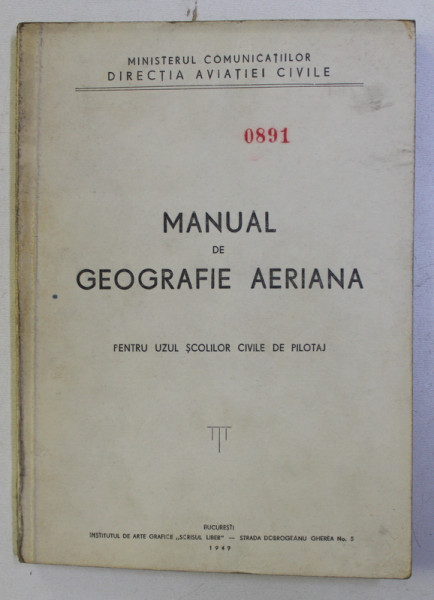 MINISTERUL COMUNICAȚIILOR
DIRECȚIA AVIAȚIEI CIVILE
0891
MANUAL
DE
GEOGRAFIE AERIANA
PENTRU UZUL ȘCOLILOR CIVILE DE PILOTAJ
BUCUREȘTI
INSTITUTUL DE ARTE GRAFICE „SCRISUL LIBER” — STRADA DOBROGEANU GHEREA No. 5
1949